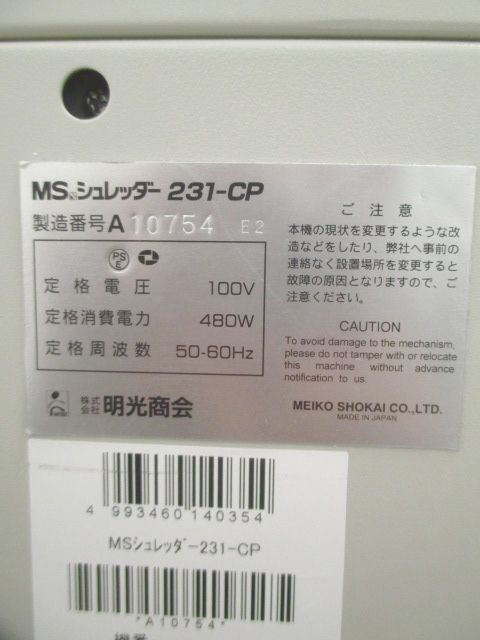 MSシュレッダー 231-CP
製造番号 A10754 E2
PS
E
定格電圧 100V
定格消費電力 480W
定格周波数 50-60Hz
株式
会社 明光商会
ご注意
本機の現状を変更するような改
造などをしたり、弊社へ事前の
連絡なく設置場所を変更すると
故障の原因となりますので、ご
注意ください。
CAUTION
To avoid damage to the mechanism,
please do not tamper with or relocate
this machine without advance
notification to us.
MEIKO SHOKAI CO.,LTD.
MADE IN JAPAN
4 993460 140354
MSシュレッダー231-CP
*A10754*
機番